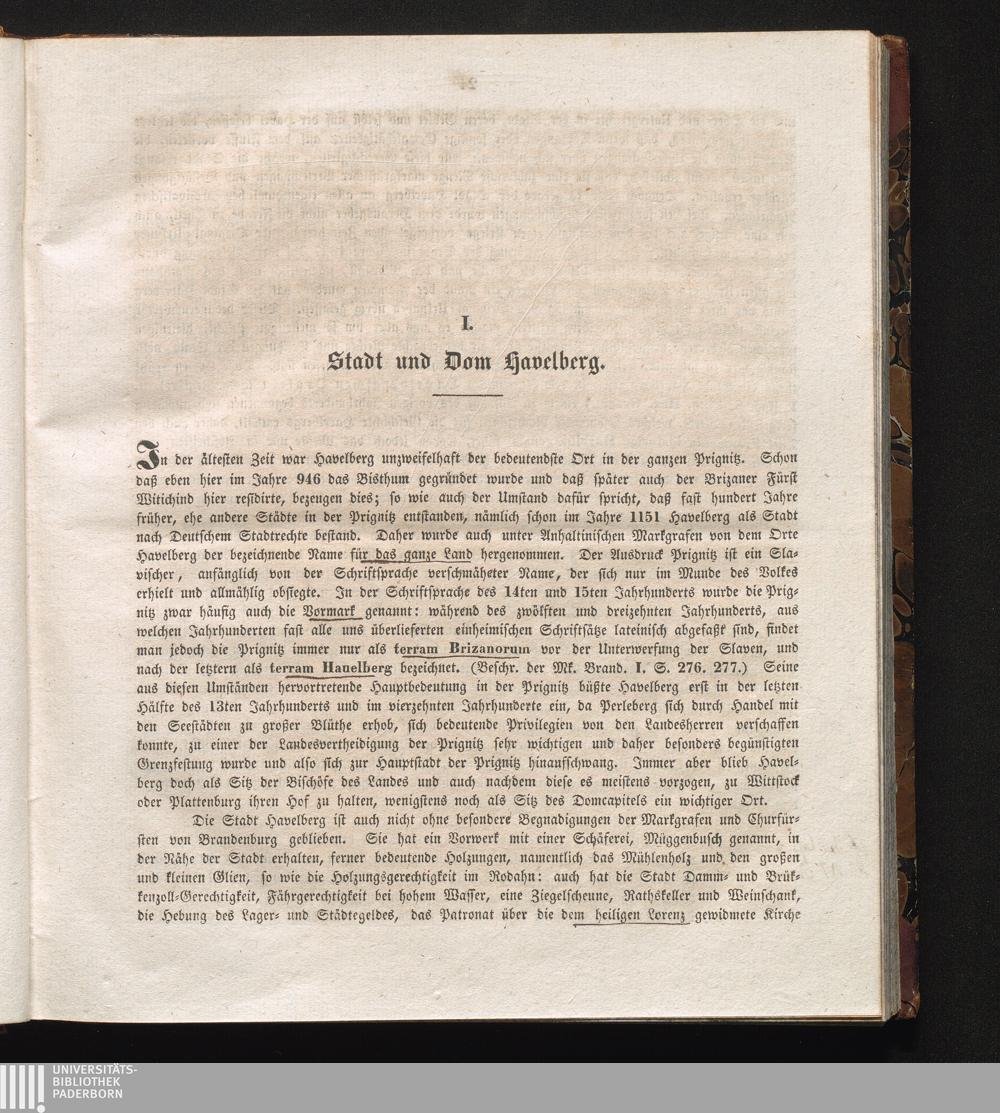 I.
Stadt und Dom Havelberg.
In der ältesten Zeit war Havelberg unzweifelhaft der bedeutendste Ort in der ganzen Prignitz. Schon
daß eben hier im Jahre 946 das Bisthum gegründet wurde und daß später auch der Brizaner Fürst
Witichind hier residirte, bezeugen dies; so wie auch der Umstand dafür spricht, daß fast hundert Jahre
früher, ehe andere Städte in der Prignitz entstanden, nämlich schon im Jahre 1151 Havelberg als Stadt
nach Deutschem Stadtrechte bestand. Daher wurde auch unter Anhaltinischen Markgrafen von dem Orte
Havelberg der bezeichnende Name für das ganze Land hergenommen. Der Ausdruck Prignitz ist ein Sla-
vischer, anfänglich von der Schriftsprache verschmäheter Name, der sich nur im Munde des Volkes
erhielt und allmählig obsiegte. In der Schriftsprache des 14ten und 15ten Jahrhunderts wurde die Prig-
nitz zwar häufig auch die Vormark genannt: während des zwölften und dreizehnten Jahrhunderts, aus
welchen Jahrhunderten fast alle uns überlieferten einheimischen Schriftsätze lateinisch abgefaßt sind, findet
man jedoch die Prignitz immer nur als terram Brizanorum vor der Unterwerfung der Slaven, und
nach der letztern als terram Hauelberg bezeichnet. (Beschr. der Mk. Brand. I. S. 276. 277.) Seine
aus diesen Umständen hervortretende Hauptbedeutung in der Prignitz büßte Havelberg erst in der letzten
Hälfte des 13ten Jahrhunderts und im vierzehnten Jahrhunderte ein, da Perleberg sich durch Handel mit
den Seestädten zu großer Blüthe erhob, sich bedeutende Privilegien von den Landesherren verschaffen
konnte, zu einer der Landesvertheidigung der Prignitz sehr wichtigen und daher besonders begünstigten
Grenzfestung wurde und also sich zur Hauptstadt der Prignitz hinaufschwang. Immer aber blieb Havel-
berg doch als Sitz der Bischöfe des Landes und auch nachdem diese es meistens vorzogen, zu Wittstock
oder Plattenburg ihren Hof zu halten, wenigstens noch als Sitz des Domcapitels ein wichtiger Ort.
Die Stadt Havelberg ist auch nicht ohne besondere Begnadigungen der Markgrafen und Churfür-
sten von Brandenburg geblieben. Sie hat ein Vorwerk mit einer Schäferei, Müggenbusch genannt, in
der Nähe der Stadt erhalten, ferner bedeutende Holzungen, namentlich das Mühlenholz und den großen
und kleinen Glien, so wie die Holzungsgerechtigkeit im Rodahn: auch hat die Stadt Damm- und Brük-
kenzoll-Gerechtigkeit, Fährgerechtigkeit bei hohem Wasser, eine Ziegelscheune, Rathskeller und Weinschank,
die Hebung des Lager- und Städtegeldes, das Patronat über die dem heiligen Lorenz gewidmete Kirche
UNIVERSITÄTS-
BIBLIOTHEK
PADERBORN